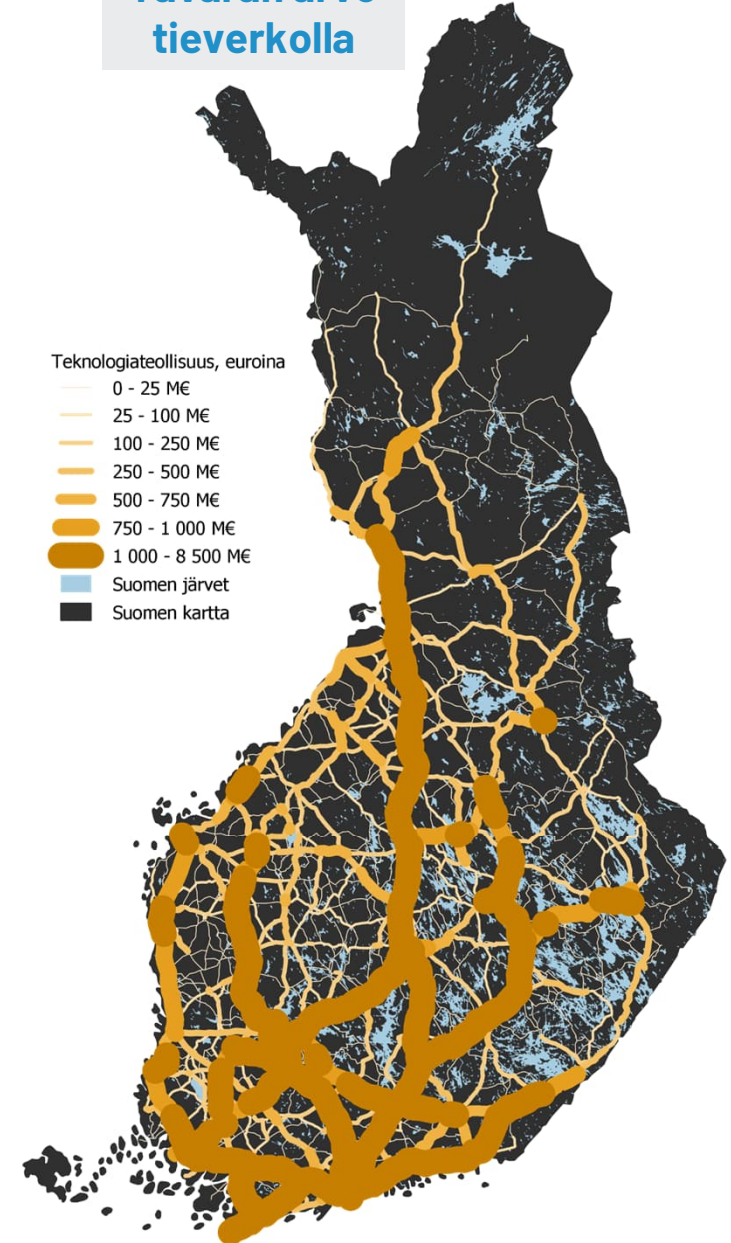 tieverkolla
Teknologiateollisuus, euroina
0 - 25 M€
25 - 100 M€
100 - 250 M€
250 - 500 M€
500 - 750 M€
750 - 1 000 M€
1 000 - 8 500 M€
Suomen järvet
Suomen kartta